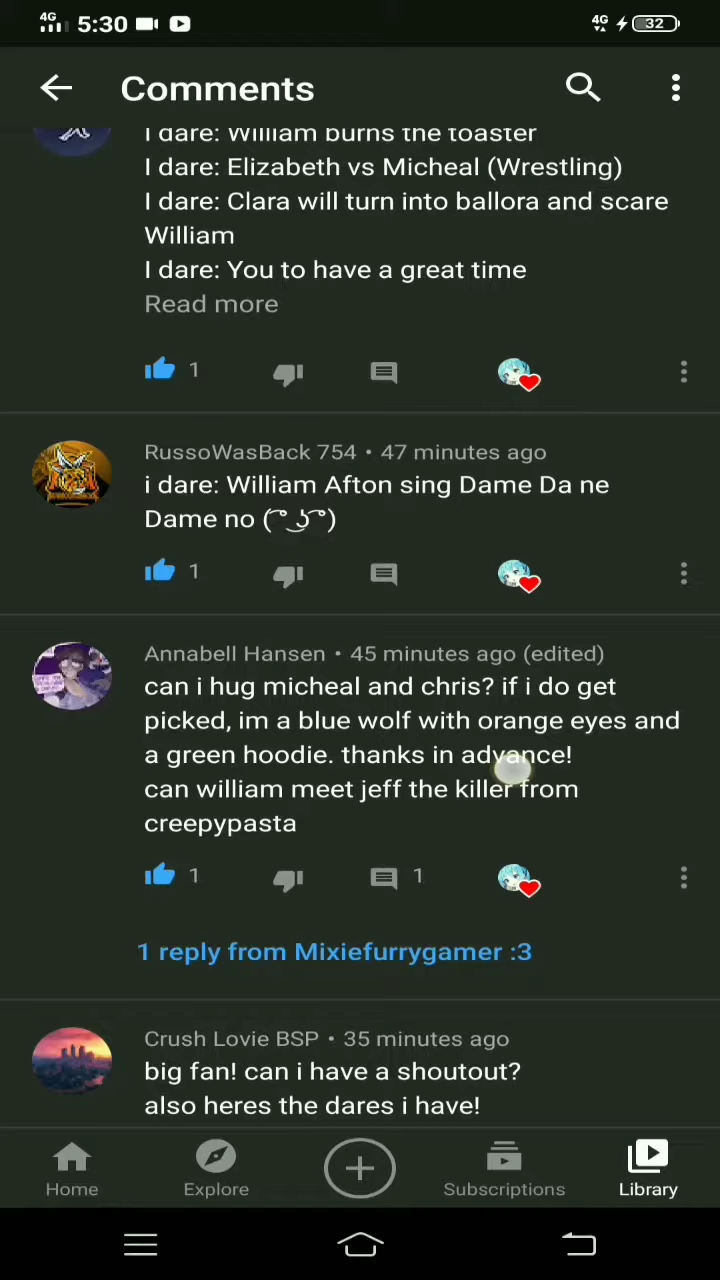 4G 5:30 4G 32
Comments
I dare: William burns the toaster
I dare: Elizabeth vs Micheal (Wrestling)
I dare: Clara will turn into ballora and scare
William
I dare: You to have a great time
Read more
1
RussoWasBack 754 • 47 minutes ago
i dare: William Afton sing Dame Da ne
Dame no ( ͡° ͜ʖ ͡°)
1
Annabell Hansen • 45 minutes ago (edited)
can i hug micheal and chris? if i do get
picked, im a blue wolf with orange eyes and
a green hoodie. thanks in advance!
can william meet jeff the killer from
creepypasta
1 1
1 reply from Mixiefurrygamer :3
Crush Lovie BSP • 35 minutes ago
big fan! can i have a shoutout?
also heres the dares i have!
Home Explore Subscriptions Library